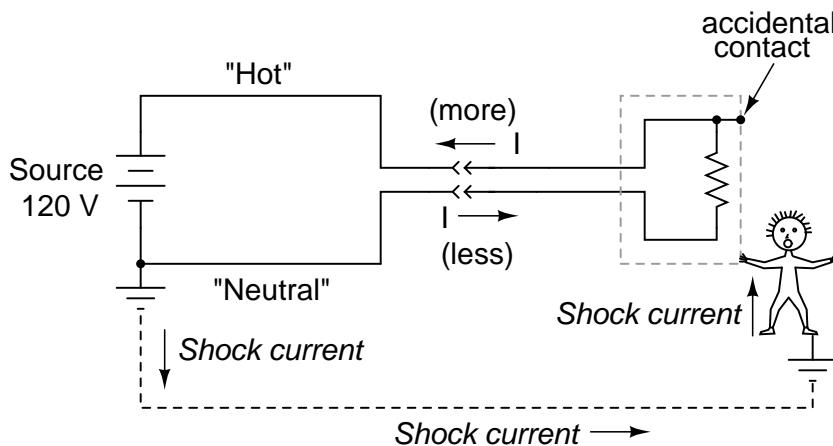 accidental
contact
"Hot"
(more)
I
Source
120 V
I
(less)
"Neutral"
Shock current
Shock current
Shock current